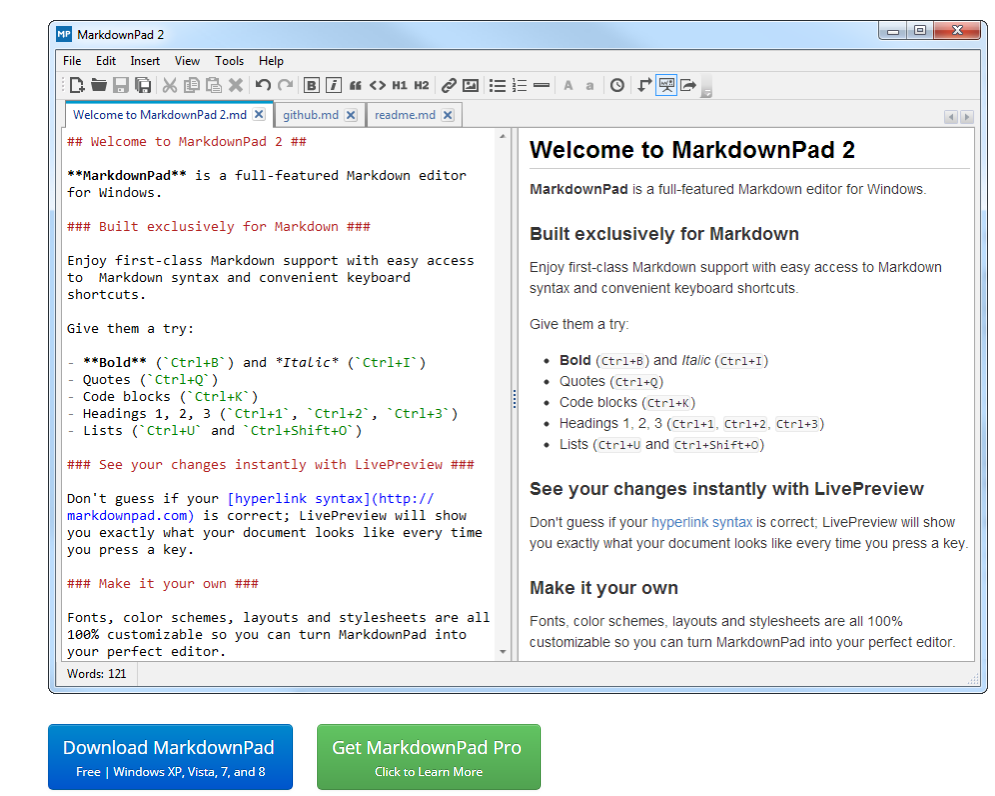 MP MarkdownPad 2
File Edit Insert View Tools Help
B i “ <> H1 H2 A a
Welcome to MarkdownPad 2.md github.md readme.md
## Welcome to MarkdownPad 2 ##
**MarkdownPad** is a full-featured Markdown editor
for Windows.
### Built exclusively for Markdown ###
Enjoy first-class Markdown support with easy access
to  Markdown syntax and convenient keyboard
shortcuts.
Give them a try:
- **Bold** (`Ctrl+B`) and *Italic* (`Ctrl+I`)
- Quotes (`Ctrl+Q`)
- Code blocks (`Ctrl+K`)
- Headings 1, 2, 3 (`Ctrl+1`, `Ctrl+2`, `Ctrl+3`)
- Lists (`Ctrl+U` and `Ctrl+Shift+O`)
### See your changes instantly with LivePreview ###
Don't guess if your [hyperlink syntax](http://
markdownpad.com) is correct; LivePreview will show
you exactly what your document looks like every time
you press a key.
### Make it your own ###
Fonts, color schemes, layouts and stylesheets are all
100% customizable so you can turn MarkdownPad into
your perfect editor.
Welcome to MarkdownPad 2
MarkdownPad is a full-featured Markdown editor for Windows.
Built exclusively for Markdown
Enjoy first-class Markdown support with easy access to Markdown
syntax and convenient keyboard shortcuts.
Give them a try:
• Bold (Ctrl+B) and Italic (Ctrl+I)
• Quotes (Ctrl+Q)
• Code blocks (Ctrl+K)
• Headings 1, 2, 3 (Ctrl+1, Ctrl+2, Ctrl+3)
• Lists (Ctrl+U and Ctrl+Shift+O)
See your changes instantly with LivePreview
Don't guess if your hyperlink syntax is correct; LivePreview will show
you exactly what your document looks like every time you press a key.
Make it your own
Fonts, color schemes, layouts and stylesheets are all 100%
customizable so you can turn MarkdownPad into your perfect editor.
Words: 121
Download MarkdownPad
Free | Windows XP, Vista, 7, and 8
Get MarkdownPad Pro
Click to Learn More